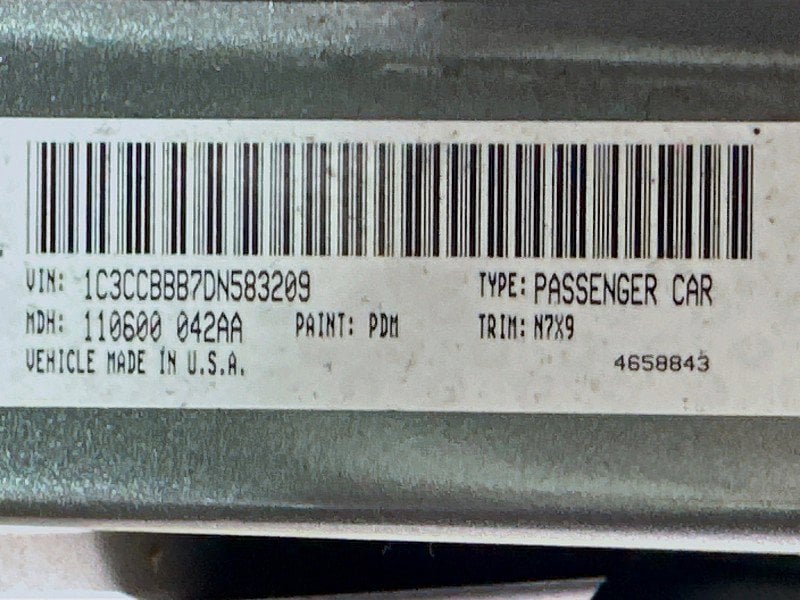 VIN: 1C3CCBBB7DN583209 TYPE: PASSENGER CAR
MDH: 110600 042AA PAINT: PDM TRIM: N7X9
VEHICLE MADE IN U.S.A. 4658843